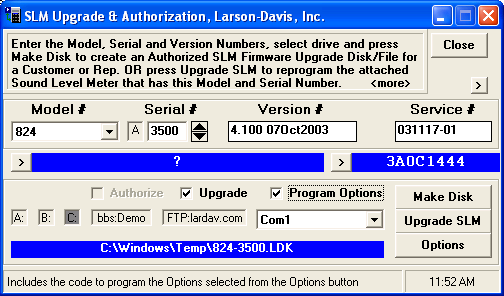 SLM Upgrade & Authorization, Larson-Davis, Inc.
Enter the Model, Serial and Version Numbers, select drive and press
Make Disk to create an Authorized SLM Firmware Upgrade Disk/File for
a Customer or Rep. OR press Upgrade SLM to reprogram the attached
Sound Level Meter that has this Model and Serial Number. <more>
Close
>
Model # Serial # Version # Service #
824 A 3500 4.100 07Oct2003 031117-01
> ? > 3A0C1444
Authorize Upgrade Program Options
A: B: C: bbs:Demo FTP:lardav.com Com1
C:\Windows\Temp\824-3500.LDK
Make Disk
Upgrade SLM
Options
Includes the code to program the Options selected from the Options button 11:52 AM